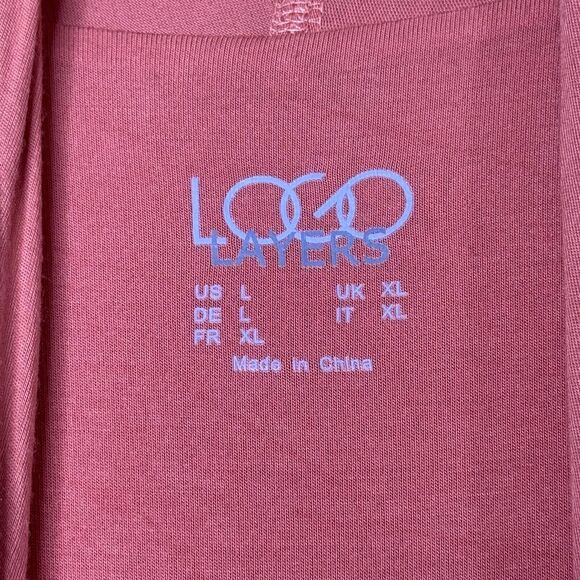 LOGO
LAYERS
US L UK XL
DE L IT XL
FR XL
Made in China